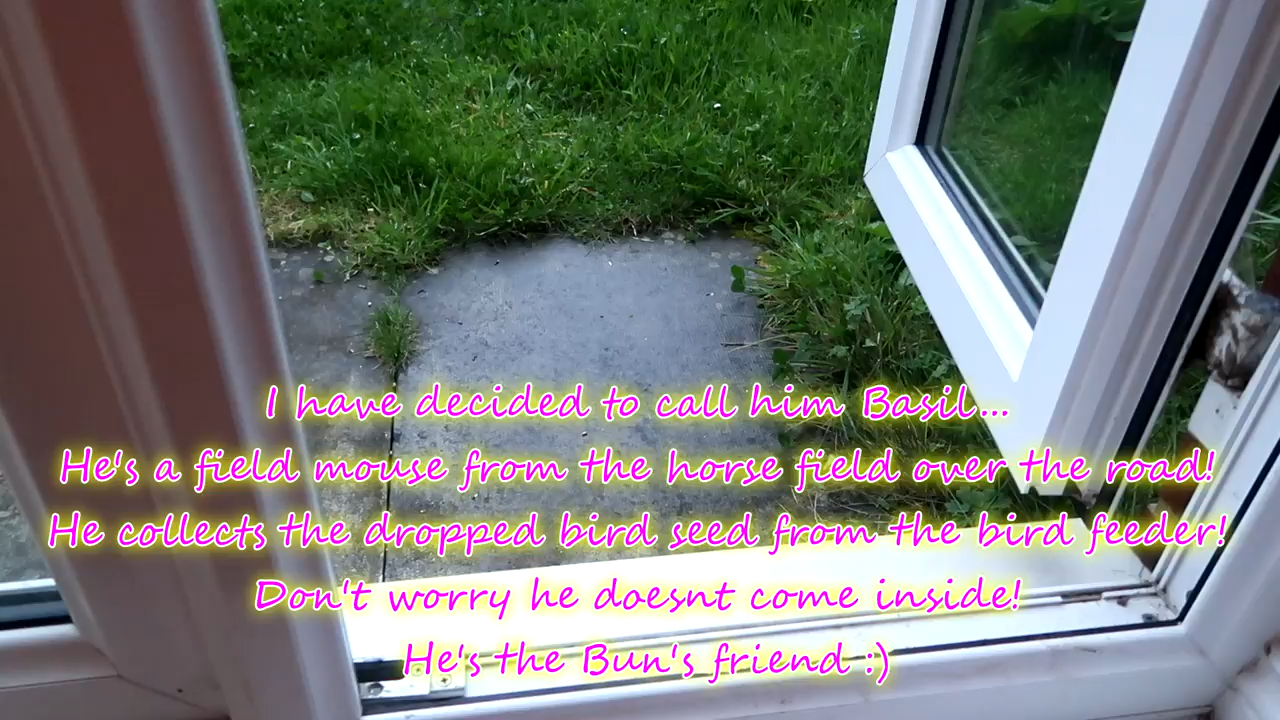 I have decided to call him Basil...
He's a field mouse from the horse field over the road!
He collects the dropped bird seed from the bird feeder!
Don't worry he doesnt come inside!
He's the Bun's friend :)